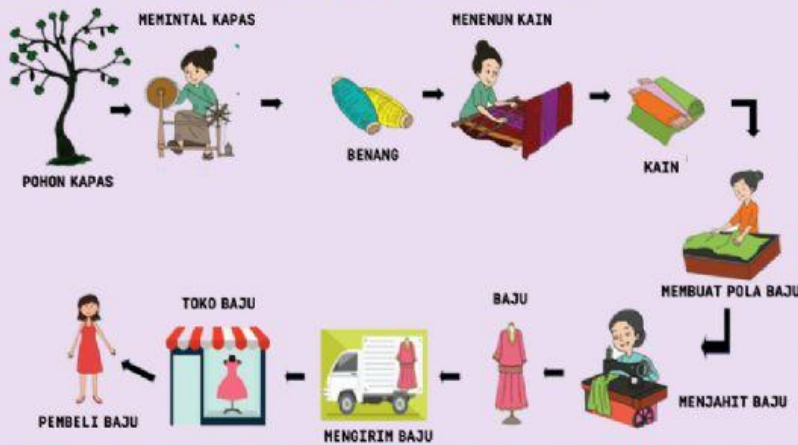 MEMINTAL KAPAS
MENENUN KAIN
POHON KAPAS
BENANG
KAIN
MEMBUAT POLA BAJU
MENJAHIT BAJU
BAJU
MENGIRIM BAJU
TOKO BAJU
PEMBELI BAJU